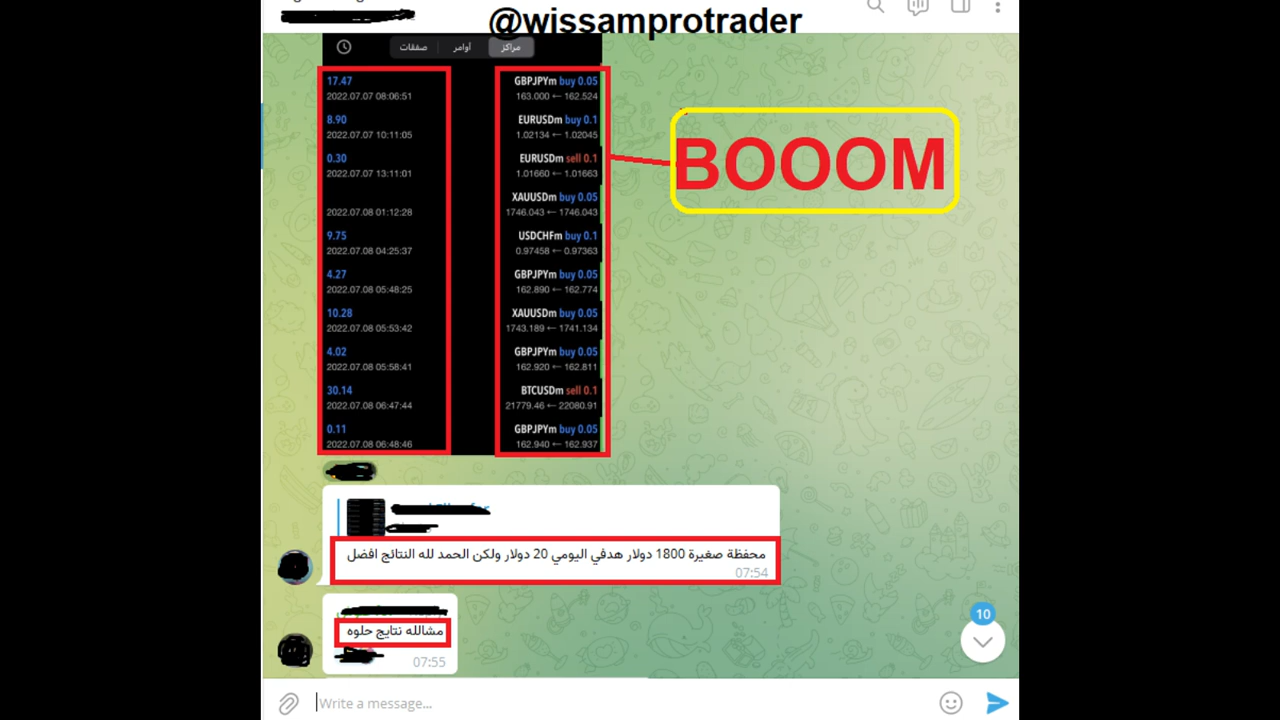 @wissamprotrader
صفقات أوامر مراكز
17.47 GBPJPYm buy 0.05
2022.07.07 08:06:51 163.000 ← 162.524
8.90 EURUSDm buy 0.1
2022.07.07 10:11:05 1.02134 ← 1.02045
0.30 EURUSDm sell 0.1
2022.07.07 13:11:01 1.01660 ← 1.01663
XAUUSDm buy 0.05
2022.07.08 01:12:28 1746.043 ← 1746.043
9.75 USDCHFm buy 0.1
2022.07.08 04:25:37 0.97458 ← 0.97363
4.27 GBPJPYm buy 0.05
2022.07.08 05:48:25 162.890 ← 162.774
10.28 XAUUSDm buy 0.05
2022.07.08 05:53:42 1743.189 ← 1741.134
4.02 GBPJPYm buy 0.05
2022.07.08 05:58:41 162.920 ← 162.811
30.14 BTCUSDm sell 0.1
2022.07.08 06:47:44 21779.46 ← 22080.91
0.11 GBPJPYm buy 0.05
2022.07.08 06:48:46 162.940 ← 162.937
BOOOM
محفظة صغيرة 1800 دولار هدفي اليومي 20 دولار ولكن الحمد لله النتائج افضل
07:54
مشالله نتايج حلوه
07:55
10
Write a message...